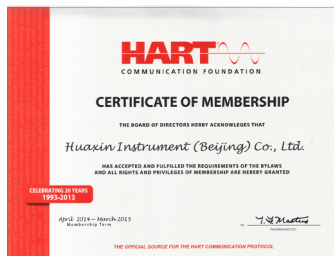 HART
COMMUNICATION FOUNDATION
CERTIFICATE OF MEMBERSHIP
THE BOARD OF DIRECTORS HERBY ACKNOWLEGES THAT
Huaxin Instrument (Beijing) Co., Ltd.
HAS ACCEPTED AND FULFILLED THE REQUIREMENTS OF THE BYLAWS
AND ALL RIGHTS AND PRIVILEGES OF MEMBERSHIP ARE HEREBY GRANTED
CELEBRATING 20 YEARS
1993-2013
April 2014 – March 2015
Membership Term
BY
THE OFFICIAL SOURCE FOR THE HART COMMUNICATION PROTOCOL